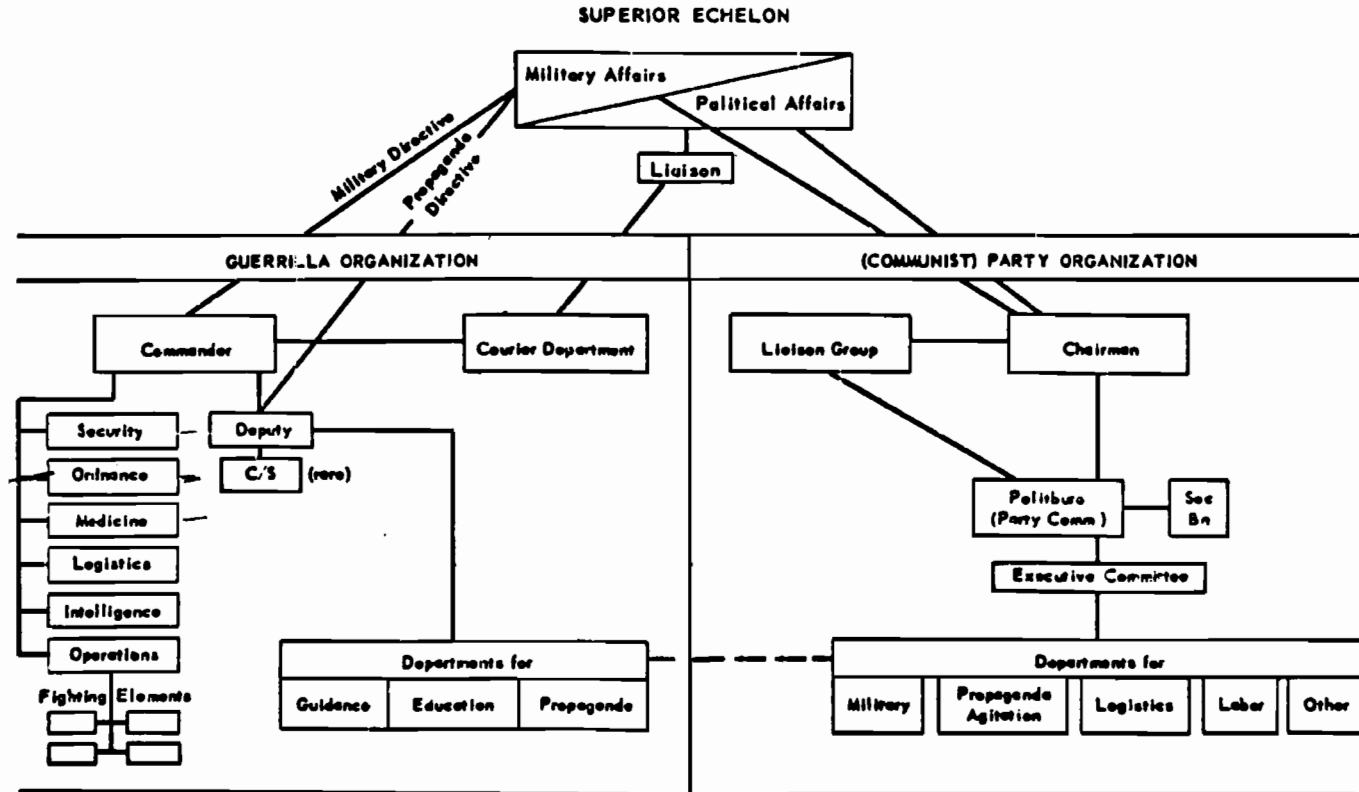 SUPERIOR ECHELON
Military Affairs
Political Affairs
Military Directive
Propaganda
Directive
Liaison
GUERRILLA ORGANIZATION
(COMMUNIST) PARTY ORGANIZATION
Commander
Courier Department
Liaison Group
Chairman
Security
Deputy
Ordnance
C/S (rare)
Medicine
Logistics
Intelligence
Operations
Fighting Elements
Politburo
(Party Comm)
Sec
Bn
Executive Committee
Departments for
Guidance
Education
Propaganda
Departments for
Military
Propaganda
Agitation
Logistics
Labor
Other